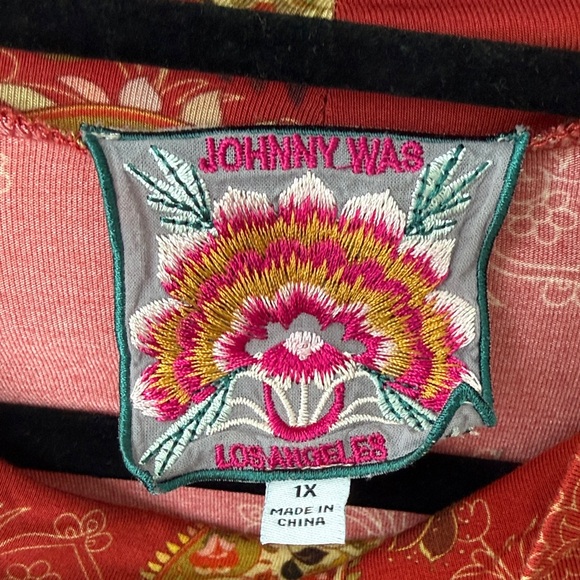 JOHNNY WAS
LOS ANGELES
1X
MADE IN
CHINA